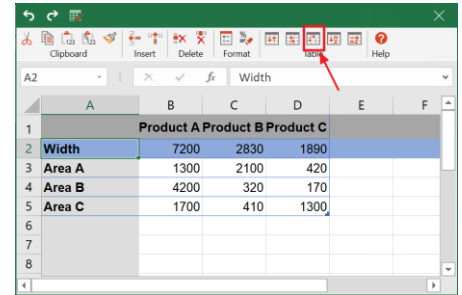 Clipboard Insert Delete Format Table Help
A2 fx Width
A B C D E F
1 Product A Product B Product C
2 Width 7200 2830 1890
3 Area A 1300 2100 420
4 Area B 4200 320 170
5 Area C 1700 410 1300
6
7
8